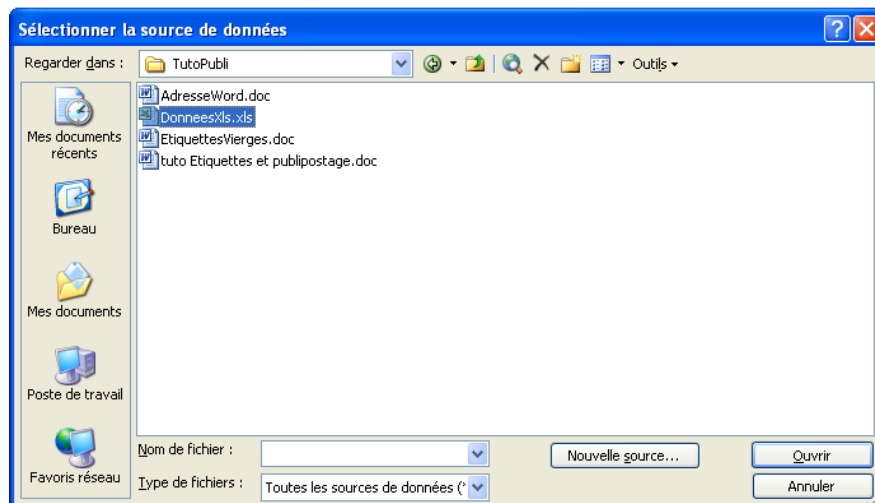 Sélectionner la source de données
Regarder dans :
TutoPubli
Outils
Mes documents
récents
Bureau
Mes documents
Poste de travail
Favoris réseau
AdresseWord.doc
DonneesXls.xls
EtiquettesVierges.doc
tuto Etiquettes et publipostage.doc
Nom de fichier :
Nouvelle source...
Ouvrir
Type de fichiers :
Toutes les sources de données (*
Annuler